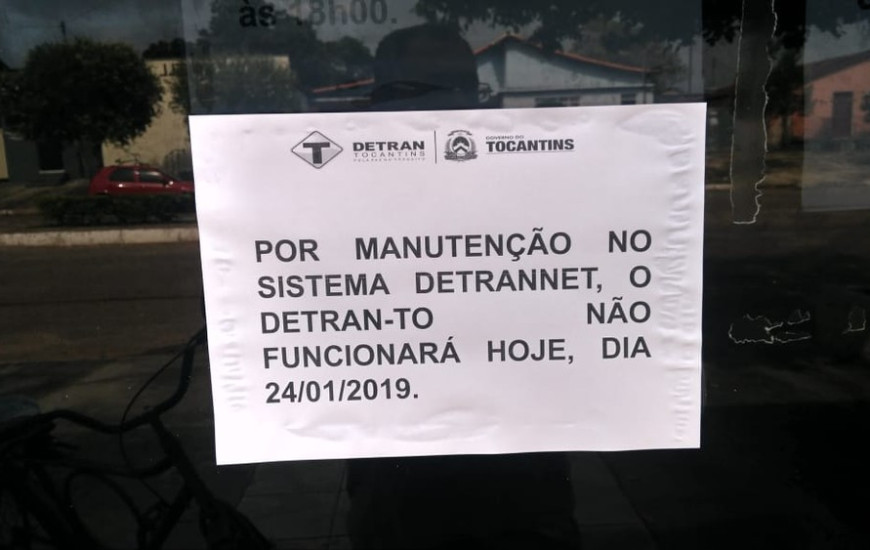 às 18h00.
DETRAN
TOCANTINS
GOVERNO DO
TOCANTINS
POR MANUTENÇÃO NO
SISTEMA DETRANNET, O
DETRAN-TO NÃO
FUNCIONARÁ HOJE, DIA
24/01/2019.